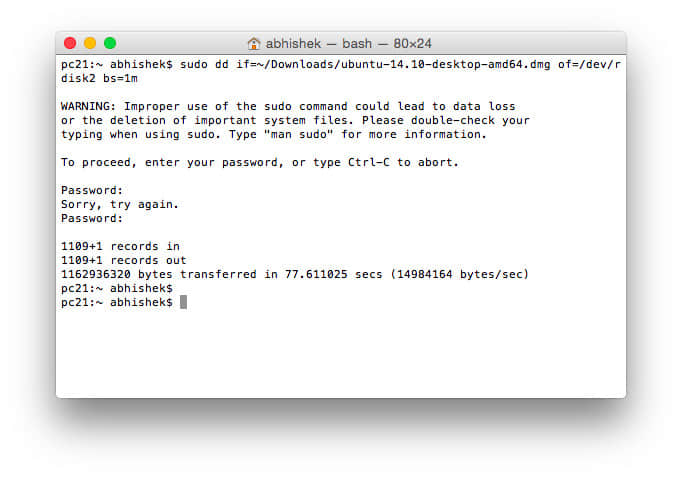 abhishek — bash — 80×24
pc21:~ abhishek$ sudo dd if=~/Downloads/ubuntu-14.10-desktop-amd64.dmg of=/dev/r
disk2 bs=1m
WARNING: Improper use of the sudo command could lead to data loss
or the deletion of important system files. Please double-check your
typing when using sudo. Type "man sudo" for more information.
To proceed, enter your password, or type Ctrl-C to abort.
Password:
Sorry, try again.
Password:
1109+1 records in
1109+1 records out
1162936320 bytes transferred in 77.611025 secs (14984164 bytes/sec)
pc21:~ abhishek$
pc21:~ abhishek$